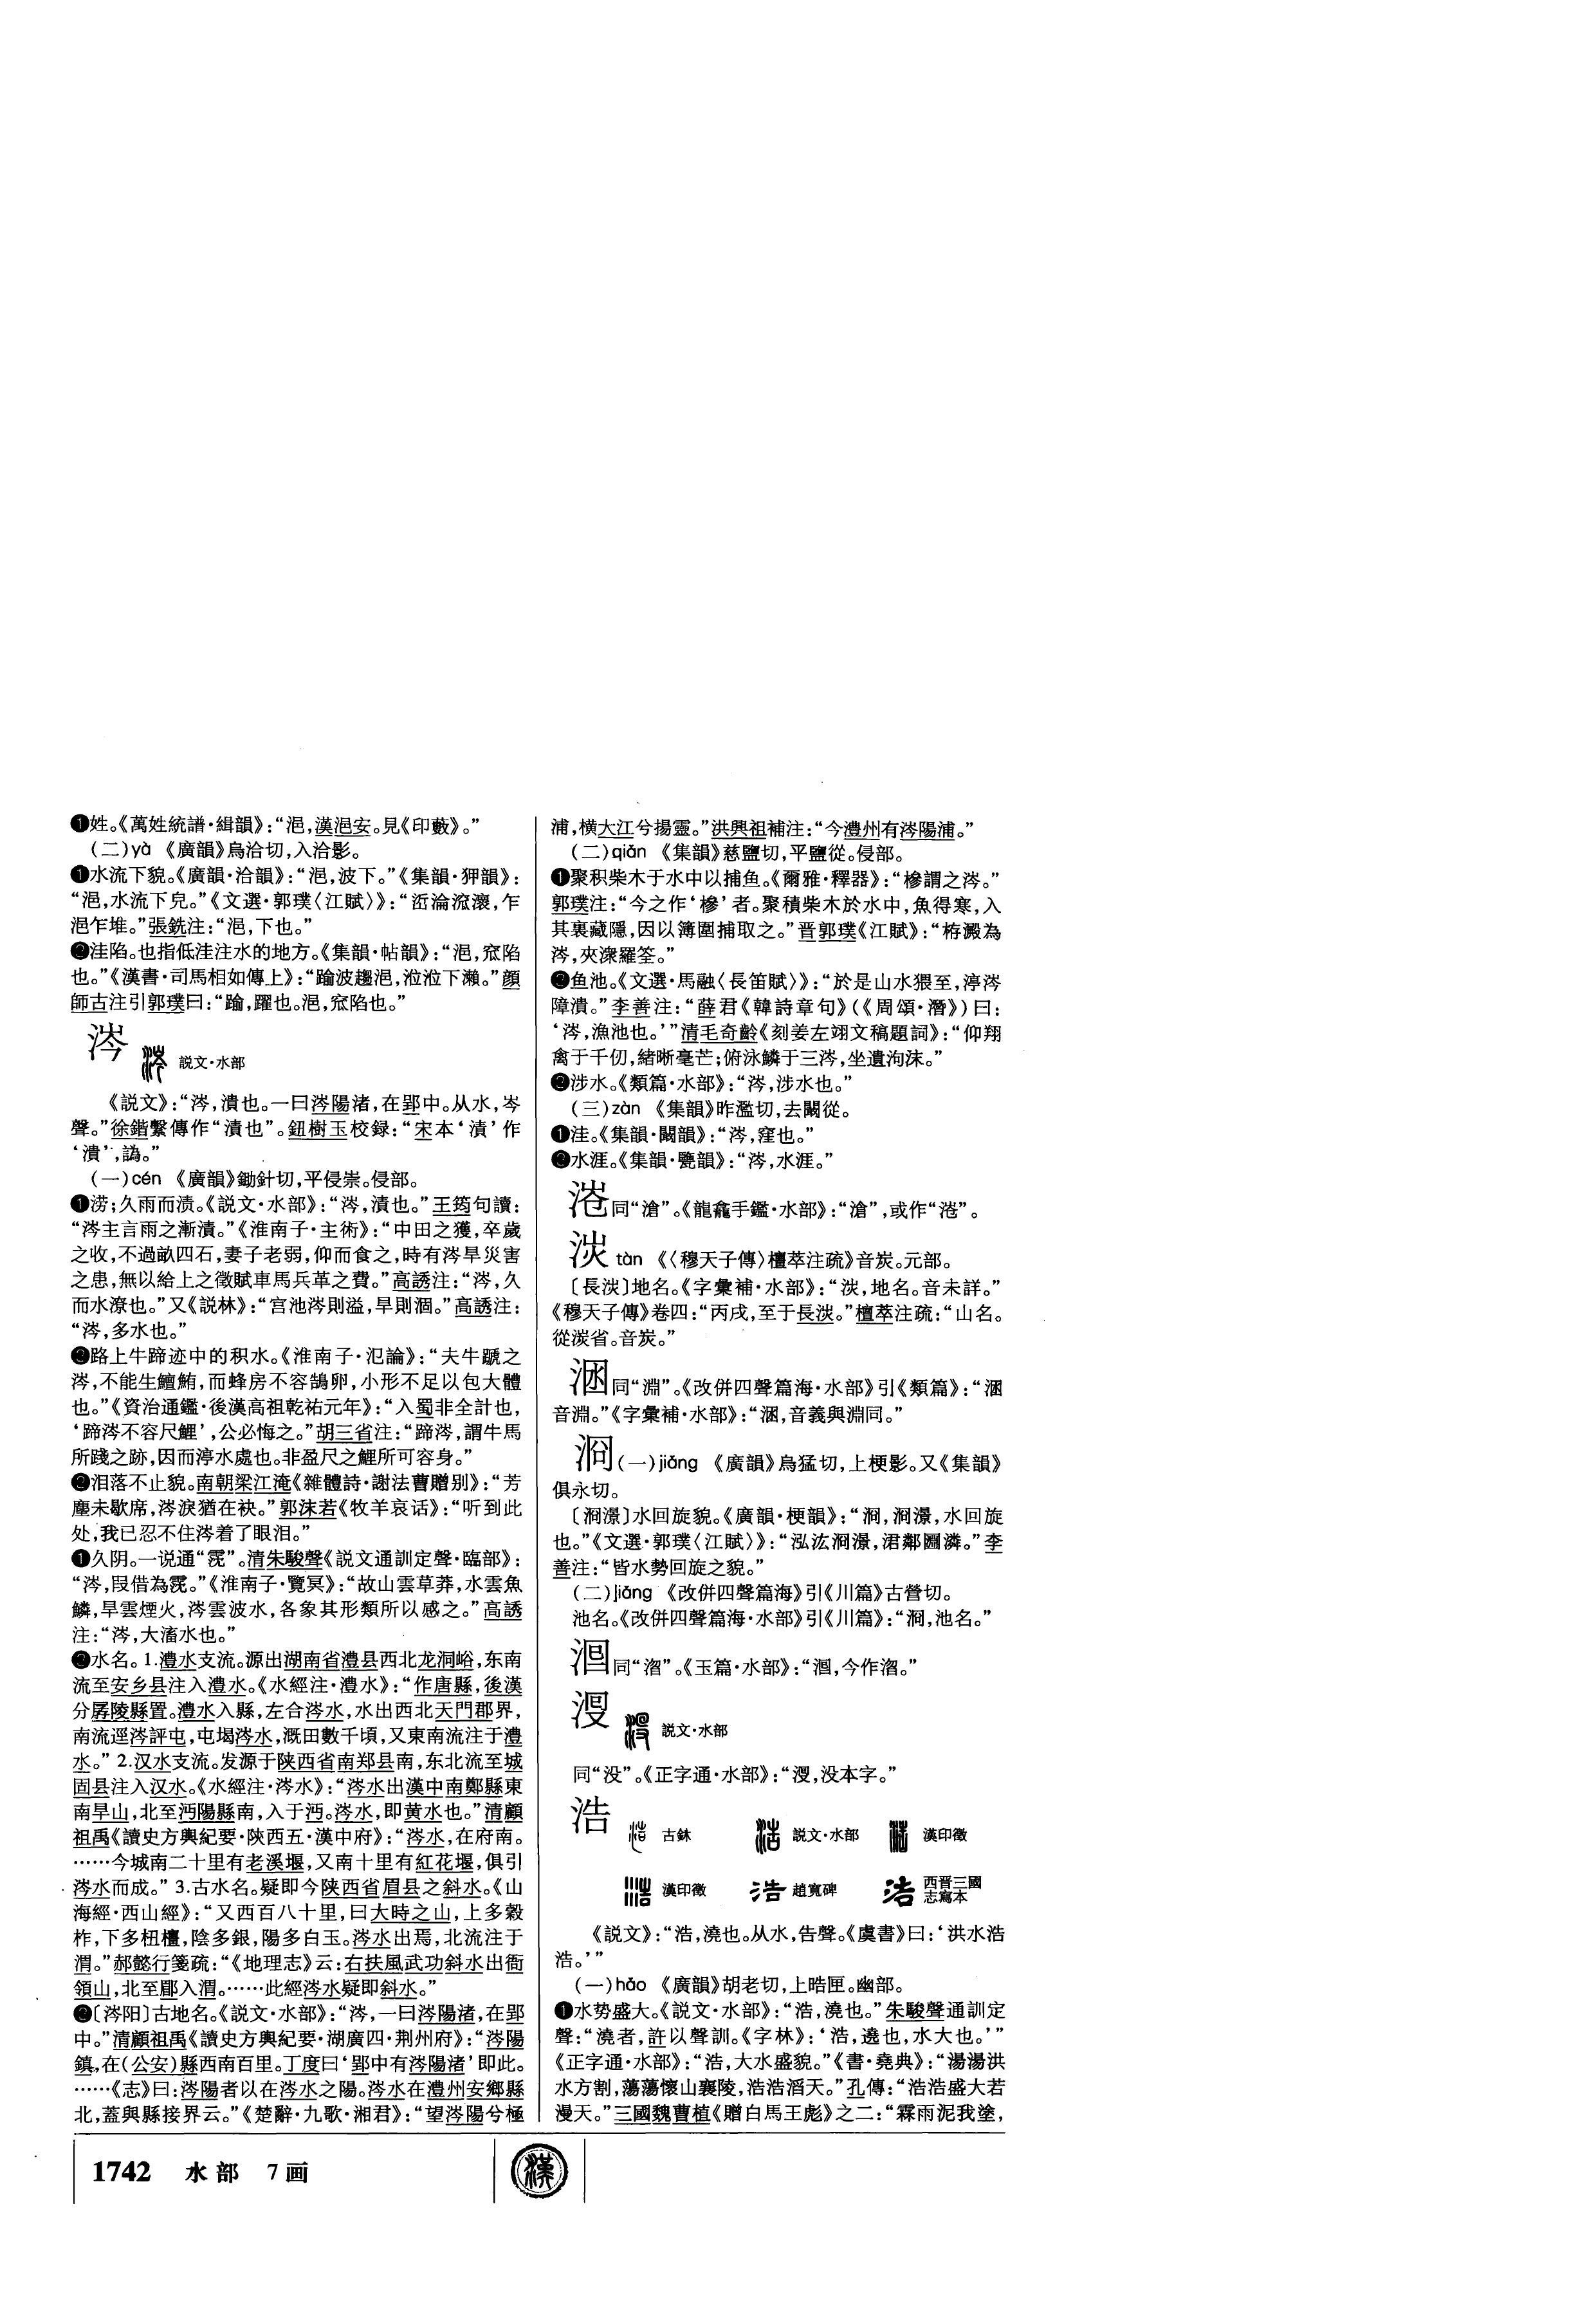 ❶姓。《萬姓統譜·緝韻》：“浥，漢浥安。見《印藪》。”
（二）yà 《廣韻》烏洽切，入洽影。
❶水流下貌。《廣韻·洽韻》：“浥，波下。”《集韻·狎韻》：
“浥，水流下皃。”《文選·郭璞〈江賦〉》：“㴽淪溛瀤，乍
浥乍堆。”張銑注：“浥，下也。”
❷洼陷。也指低洼注水的地方。《集韻·帖韻》：“浥，窊陷
也。”《漢書·司馬相如傳上》：“踰波趨浥，涖涖下瀨。”顔
師古注引郭璞曰：“踰，躍也。浥，窊陷也。”
涔 説文·水部
《説文》：“涔，潰也。一曰涔陽渚，在郢中。从水，岑
聲。”徐鍇繫傳作“漬也”。鈕樹玉校録：“宋本‘漬’作
‘潰’，譌。”
（一）cén 《廣韻》鋤針切，平侵崇。侵部。
❶涝；久雨而渍。《説文·水部》：“涔，漬也。”王筠句讀：
“涔主言雨之漸漬。”《淮南子·主術》：“中田之獲，卒歲
之收，不過畝四石，妻子老弱，仰而食之，時有涔旱災害
之患，無以給上之徵賦車馬兵革之費。”高誘注：“涔，久
而水潦也。”又《説林》：“宫池涔則溢，旱則涸。”高誘注：
“涔，多水也。”
❷路上牛蹄迹中的积水。《淮南子·氾論》：“夫牛蹏之
涔，不能生鱣鮪，而蜂房不容鵠卵，小形不足以包大體
也。”《資治通鑑·後漢高祖乾祐元年》：“入蜀非全計也，
‘蹄涔不容尺鯉’，公必悔之。”胡三省注：“蹄涔，謂牛馬
所踐之跡，因而渟水處也。非盈尺之鯉所可容身。”
泪落不止貌。南朝梁江淹《雜體詩·謝法曹贈别》：“芳
塵未歇席，涔淚猶在袂。”郭沫若《牧羊哀话》：“听到此
处，我已忍不住涔着了眼泪。”
久阴。一说通“霃”。清朱駿聲《説文通訓定聲·臨部》：
“涔，叚借為霃。”《淮南子·覽冥》：“故山雲草莽，水雲魚
鱗，旱雲煙火，涔雲波水，各象其形類所以感之。”高誘
注：“涔，大滀水也。”
水名。1.澧水支流。源出湖南省澧县西北龙洞峪，东南
流至安乡县注入澧水。《水經注·澧水》：“作唐縣，後漢
分孱陵縣置。澧水入縣，左合涔水，水出西北天門郡界，
南流逕涔評屯，屯堨涔水，溉田數千頃，又東南流注于澧
水。” 2.汉水支流。发源于陕西省南郑县南，东北流至城
固县注入汉水。《水經注·涔水》：“涔水出漢中南鄭縣東
南旱山，北至沔陽縣南，入于沔。涔水，即黄水也。”清顧
祖禹《讀史方輿紀要·陝西五·漢中府》：“涔水，在府南。
……今城南二十里有老溪堰，又南十里有紅花堰，俱引
涔水而成。” 3.古水名。疑即今陕西省眉县之斜水。《山
海經·西山經》：“又西百八十里，曰大時之山，上多榖
柞，下多杻橿，陰多銀，陽多白玉。涔水出焉，北流注于
渭。”郝懿行箋疏：“《地理志》云：右扶風武功斜水出衙
領山，北至郿入渭。……此經涔水疑即斜水。”
〔涔阳〕古地名。《説文·水部》：“涔，一曰涔陽渚，在郢
中。”清顧祖禹《讀史方輿紀要·湖廣四·荆州府》：“涔陽
鎮，在（公安）縣西南百里。丁度曰‘郢中有涔陽渚’即此。
……《志》曰：涔陽者以在涔水之陽。涔水在澧州安鄉縣
北，蓋與縣接界云。”《楚辭·九歌·湘君》：“望涔陽兮極
浦，横大江兮揚靈。”洪興祖補注：“今澧州有涔陽浦。”
（二）qián 《集韻》慈鹽切，平鹽從。侵部。
❶聚积柴木于水中以捕鱼。《爾雅·釋器》：“槮謂之涔。”
郭璞注：“今之作‘槮’者。聚積柴木於水中，魚得寒，入
其裏藏隱，因以簿圍捕取之。”晋郭璞《江賦》：“栫澱為
涔，夾潨羅筌。”
❷鱼池。《文選·馬融〈長笛賦〉》：“於是山水猥至，渟涔
障潰。”李善注：“薛君《韓詩章句》（《周頌·潛》）曰：
‘涔，漁池也。’”清毛奇齡《刻姜左翊文稿題詞》：“仰翔
禽于千仞，緒晰毫芒；俯泳鱗于三涔，坐遺洵沫。”
涉水。《類篇·水部》：“涔，涉水也。”
（三）zàn 《集韻》昨濫切，去闞從。
❶洼。《集韻·闞韻》：“涔，窪也。”
❷水涯。《集韻·㽉韻》：“涔，水涯。”
同“滄”。《龍龕手鑑·水部》：“滄”，或作“㴌”。
tàn 《〈穆天子傳〉檀萃注疏》音炭。元部。
〔長㳿〕地名。《字彙補·水部》：“㳿，地名。音未詳。”
《穆天子傳》卷四：“丙戌，至于長㳿。”檀萃注疏：“山名。
從湠省。音炭。”
同“淵”。《改併四聲篇海·水部》引《類篇》：“𣴰
音淵。”《字彙補·水部》：“𣴰，音義與淵同。”
浻（一）jiǒng 《廣韻》烏猛切，上梗影。又《集韻》
俱永切。
〔浻澋〕水回旋貌。《廣韻·梗韻》：“浻，浻澋，水回旋
也。”《文選·郭璞〈江賦〉》：“泓汯浻澋，涒鄰㘤潾。”李
善注：“皆水勢回旋之貌。”
（二）jiǒng 《改併四聲篇海》引《川篇》古營切。
池名。《改併四聲篇海·水部》引《川篇》：“浻，池名。”
同“溜”。《玉篇·水部》：“𣴑，今作溜。”
説文·水部
同“没”。《正字通·水部》：“𣴾，没本字。”
浩 古鉥 説文·水部 漢印徵
漢印徵 趙寬碑 西晋三國志寫本
《説文》：“浩，澆也。从水，告聲。《虞書》曰：‘洪水浩
浩。’”
（一）hào 《廣韻》胡老切，上晧匣。幽部。
❶水势盛大。《説文·水部》：“浩，澆也。”朱駿聲通訓定
聲：“澆者，許以聲訓。《字林》：‘浩，遶也，水大也。’”
《正字通·水部》：“浩，大水盛貌。”《書·堯典》：“湯湯洪
水方割，蕩蕩懷山襄陵，浩浩滔天。”孔傳：“浩浩盛大若
漫天。”三國魏曹植《贈白馬王彪》之二：“霖雨泥我塗，
1742 水部 7画
漢